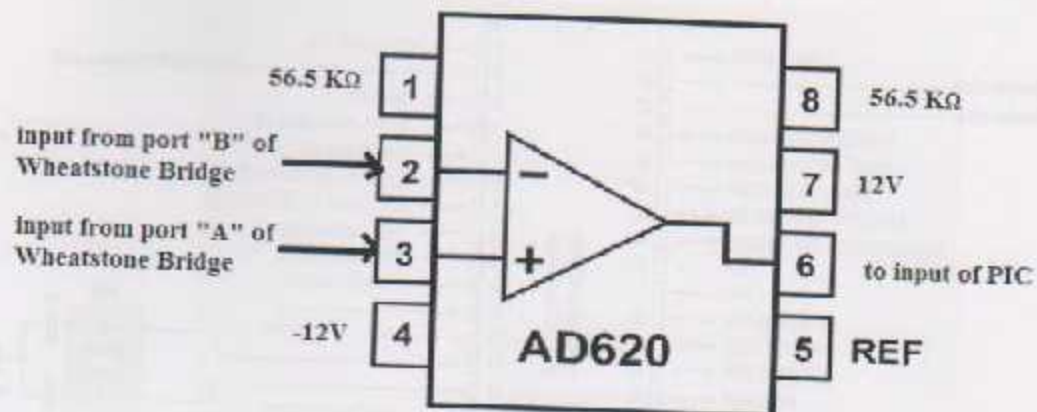 56.5 KΩ
1
8
56.5 KΩ
input from port "B" of
Wheatstone Bridge
2
-
7
12V
input from port "A" of
Wheatstone Bridge
3
+
6
to input of PIC
-12V
4
AD620
5
REF